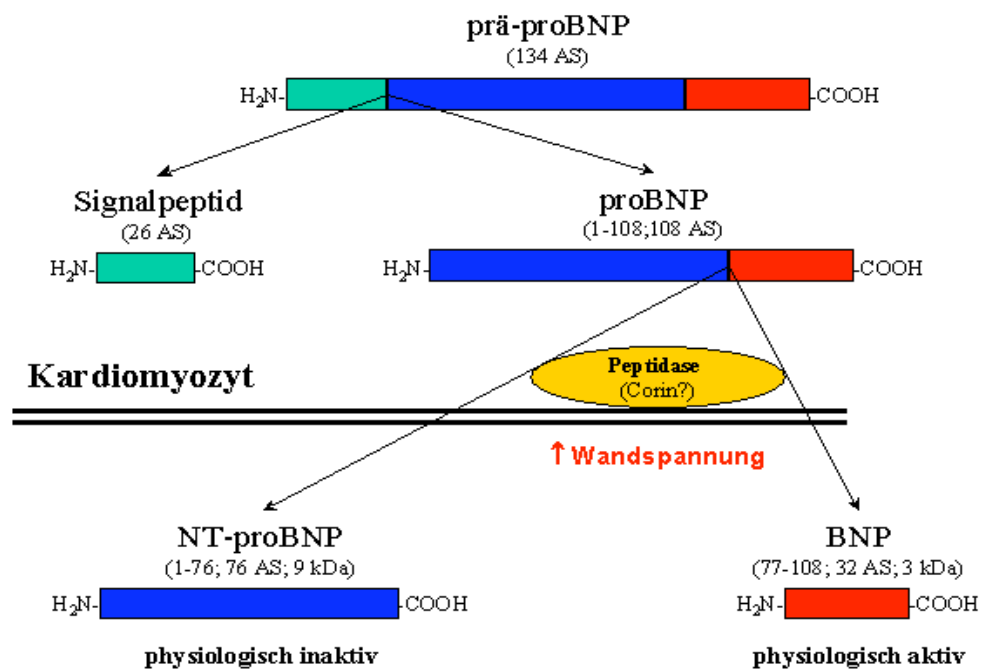 prä-proBNP
(134 AS)
H₂N- -COOH
Signalpeptid
(26 AS)
H₂N- -COOH
proBNP
(1-108;108 AS)
H₂N- -COOH
Kardiomyozyt
Peptidase
(Corin?)
↑ Wandspannung
NT-proBNP
(1-76; 76 AS; 9 kDa)
H₂N- -COOH
physiologisch inaktiv
BNP
(77-108; 32 AS; 3 kDa)
H₂N- -COOH
physiologisch aktiv